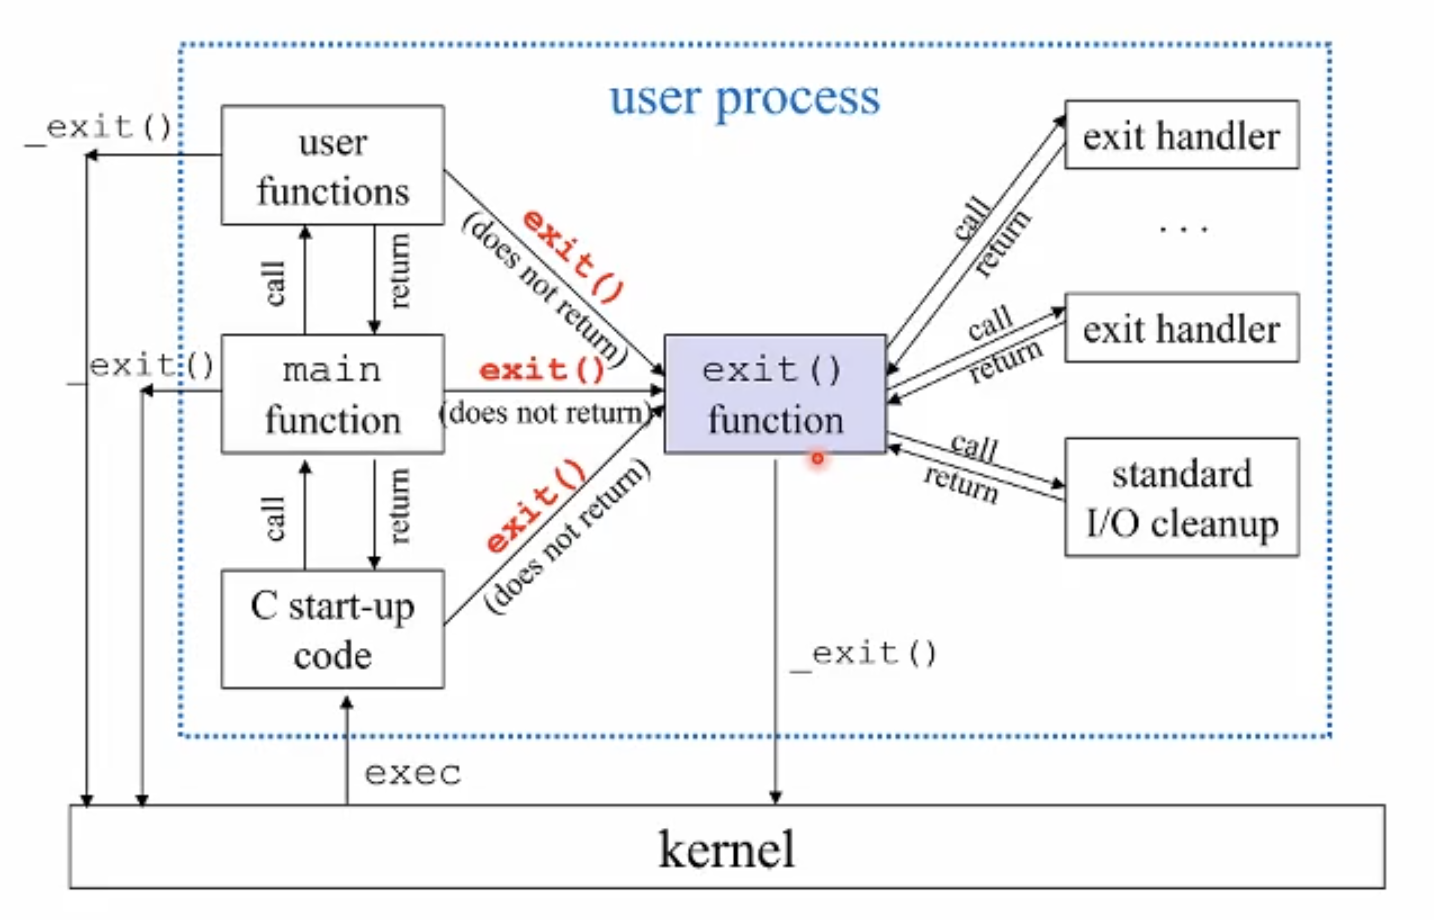 user process
_exit()
user
functions
exit()
(does not return)
call
return
_exit()
main
function
exit()
(does not return)
call
return
C start-up
code
exit()
(does not return)
exit()
function
call
return
exit handler
...
call
return
exit handler
call
return
standard
I/O cleanup
_exit()
exec
kernel